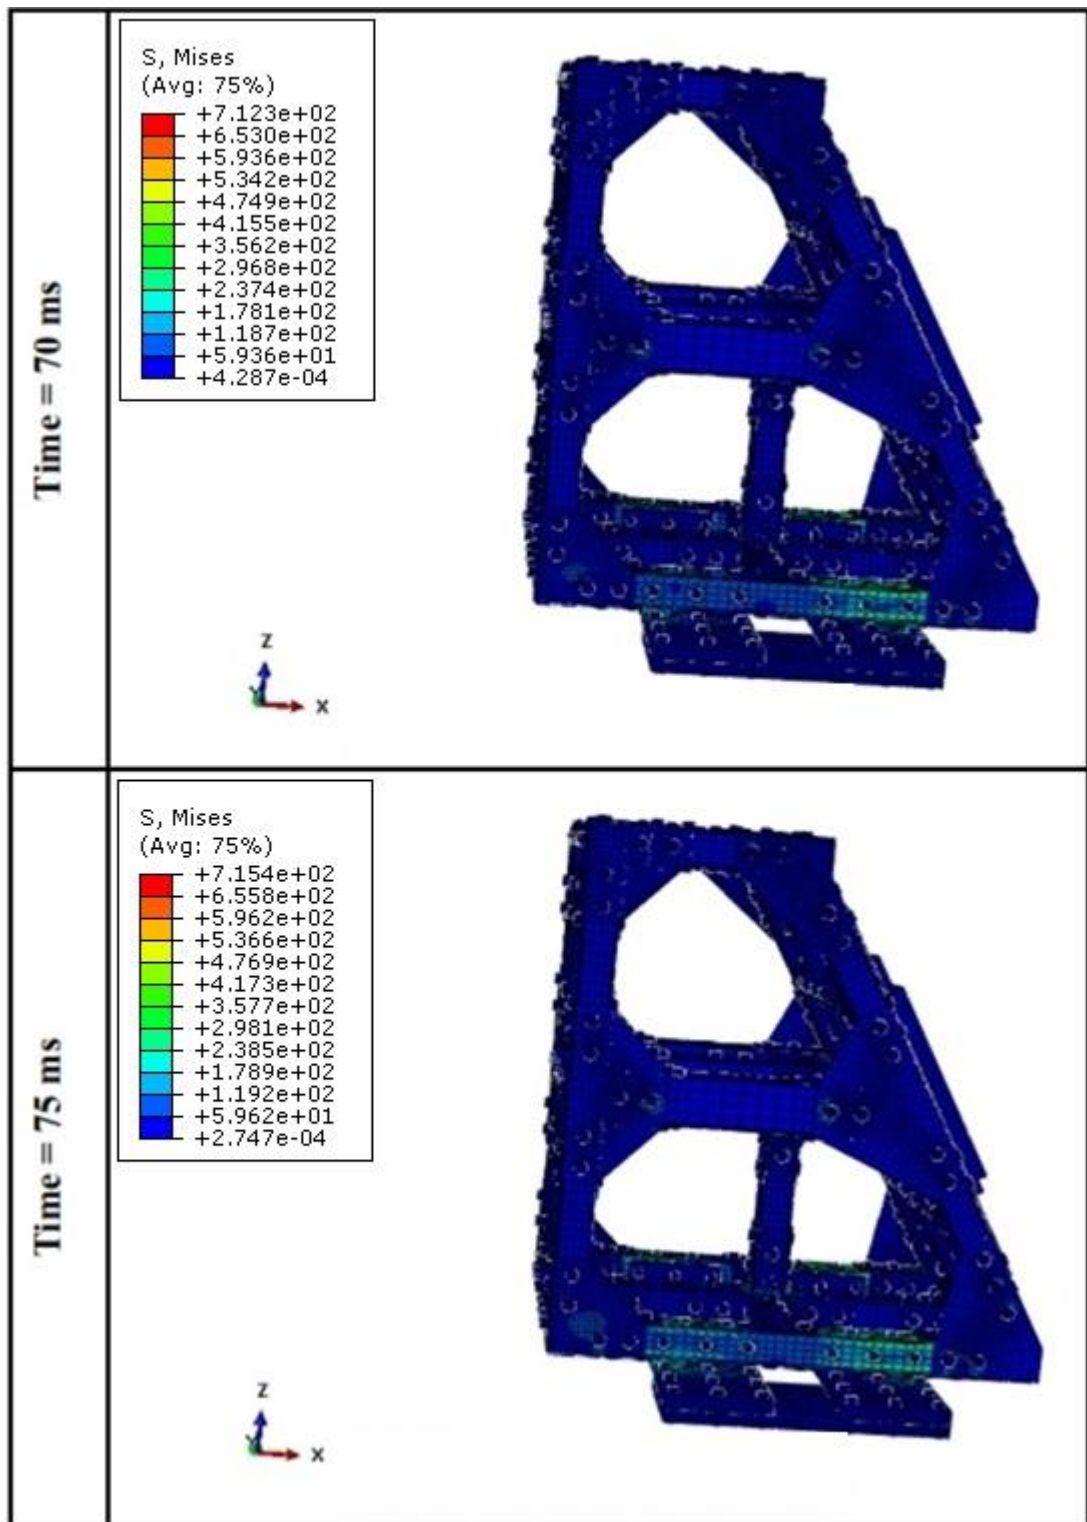 Time = 70 ms
S, Mises
(Avg: 75%)
+7.123e+02
+6.530e+02
+5.936e+02
+5.342e+02
+4.749e+02
+4.155e+02
+3.562e+02
+2.968e+02
+2.374e+02
+1.781e+02
+1.187e+02
+5.936e+01
+4.287e-04
Z
X
Time = 75 ms
S, Mises
(Avg: 75%)
+7.154e+02
+6.558e+02
+5.962e+02
+5.366e+02
+4.769e+02
+4.173e+02
+3.577e+02
+2.981e+02
+2.385e+02
+1.789e+02
+1.192e+02
+5.962e+01
+2.747e-04
Z
X